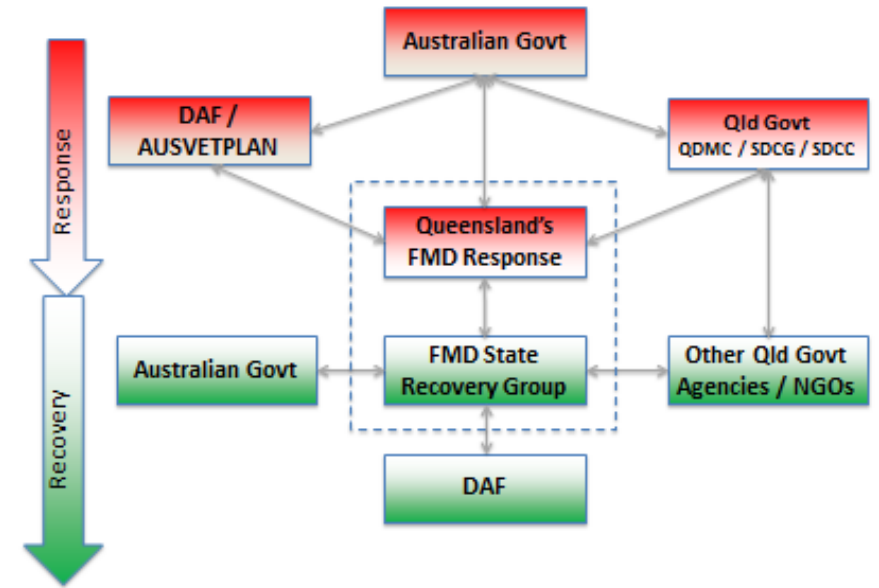 Australian Govt
DAF /
AUSVETPLAN
Qld Govt
QDMC / SDCG / SDCC
Response
Queensland's
FMD Response
Australian Govt
FMD State
Recovery Group
Other Qld Govt
Agencies / NGOs
Recovery
DAF